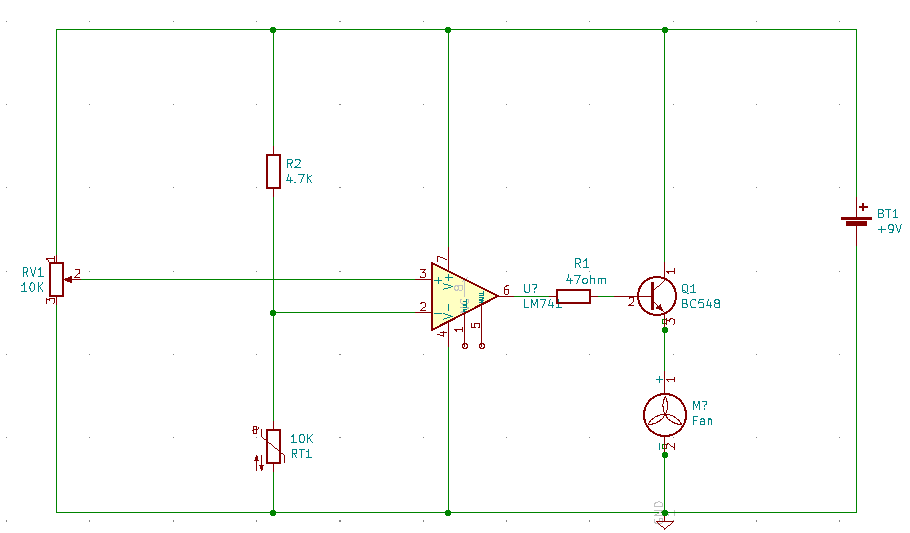 R2
4.7K
RV1
10K
1
2
3
3
2
7
4
1
5
6
V+
V-
U?
LM741
R1
47ohm
2
1
3
Q1
BC548
BT1
+9V
+
1
M?
Fan
2
10K
RT1
GND